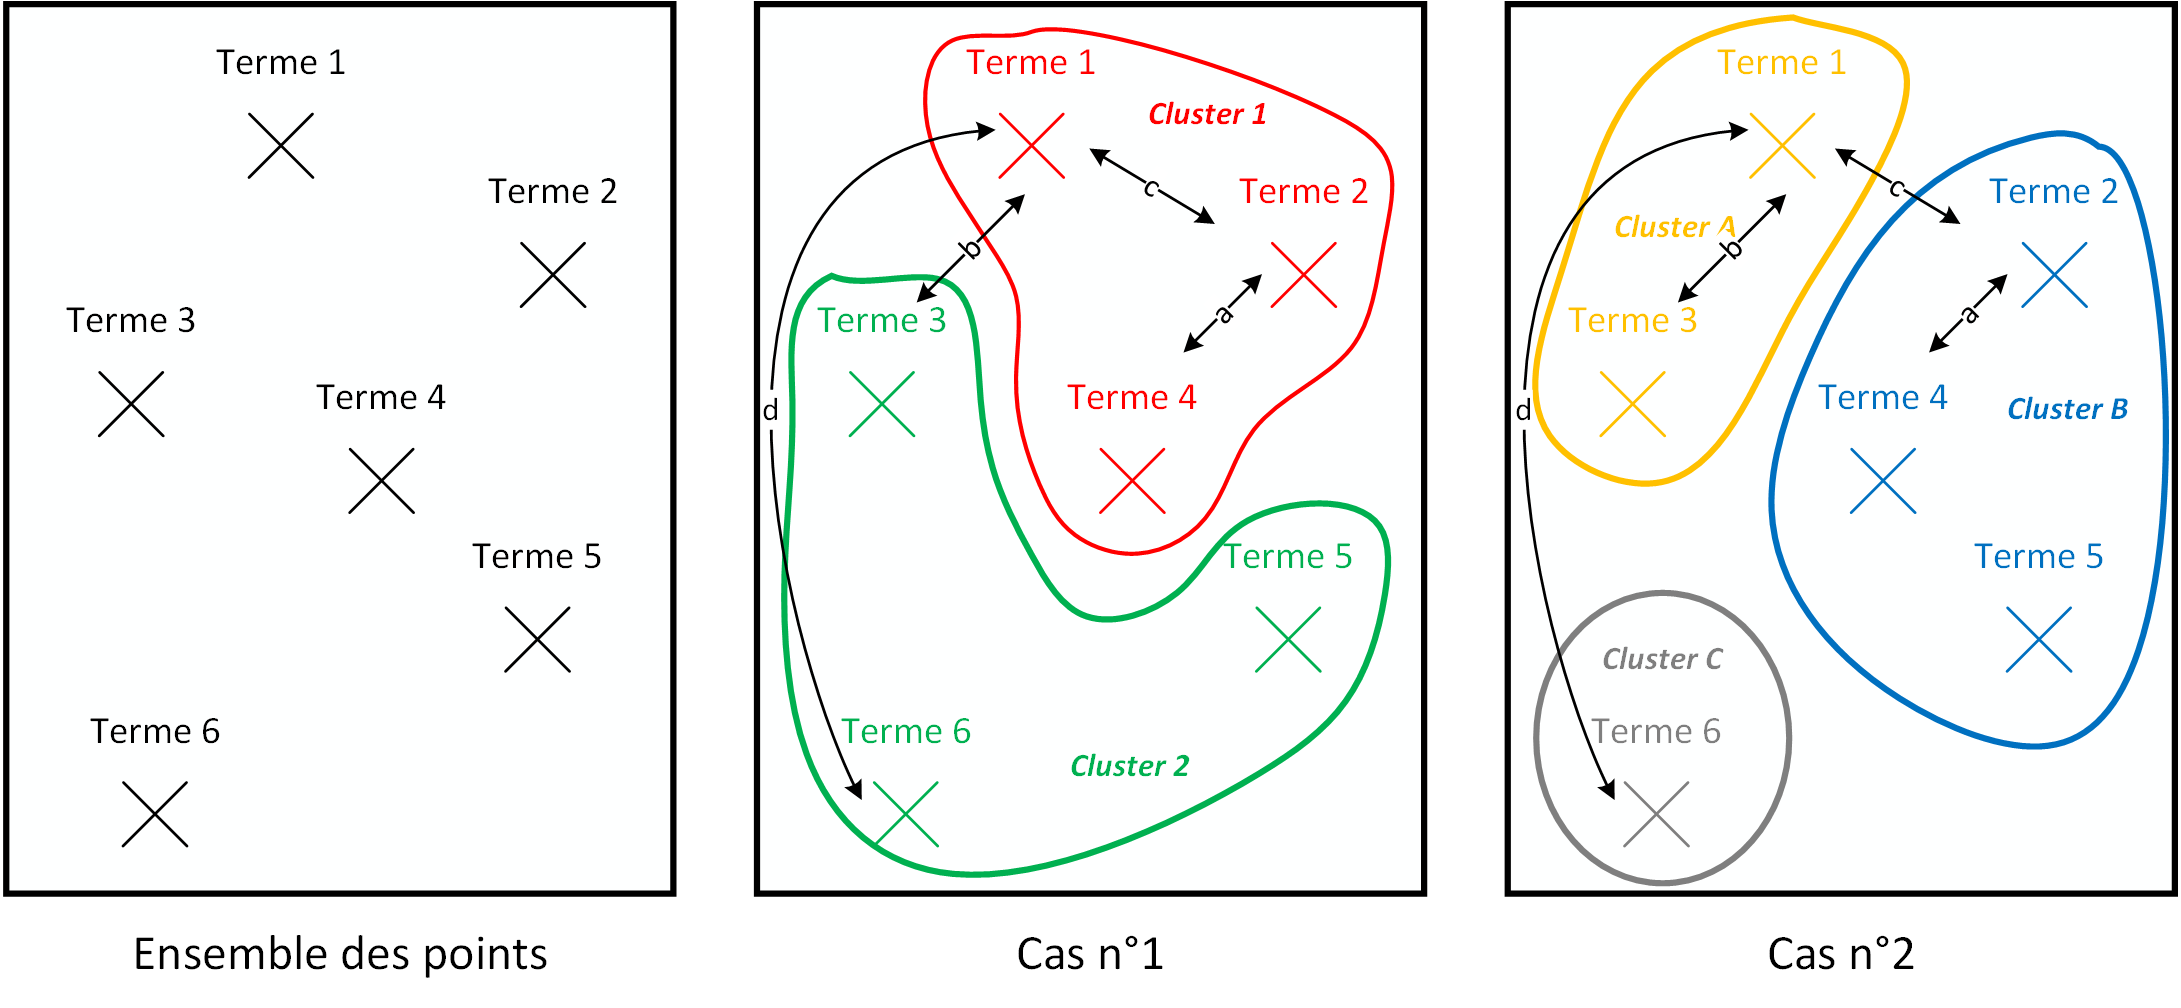 Terme 1
Terme 2
Terme 3
Terme 4
Terme 5
Terme 6
Ensemble des points
Terme 1
Cluster 1
c
Terme 2
b
a
Terme 3
Terme 4
d
Terme 5
Terme 6
Cluster 2
Cas n°1
Terme 1
c
Terme 2
Cluster A
b
a
Terme 3
Terme 4
d
Cluster B
Terme 5
Cluster C
Terme 6
Cas n°2